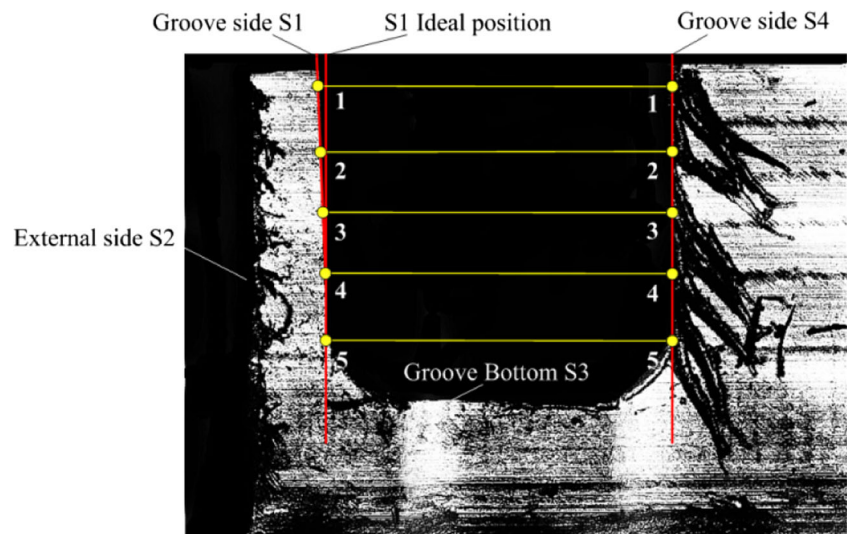 Groove side S1
S1 Ideal position
Groove side S4
1
1
2
2
3
3
External side S2
4
4
5
5
Groove Bottom S3